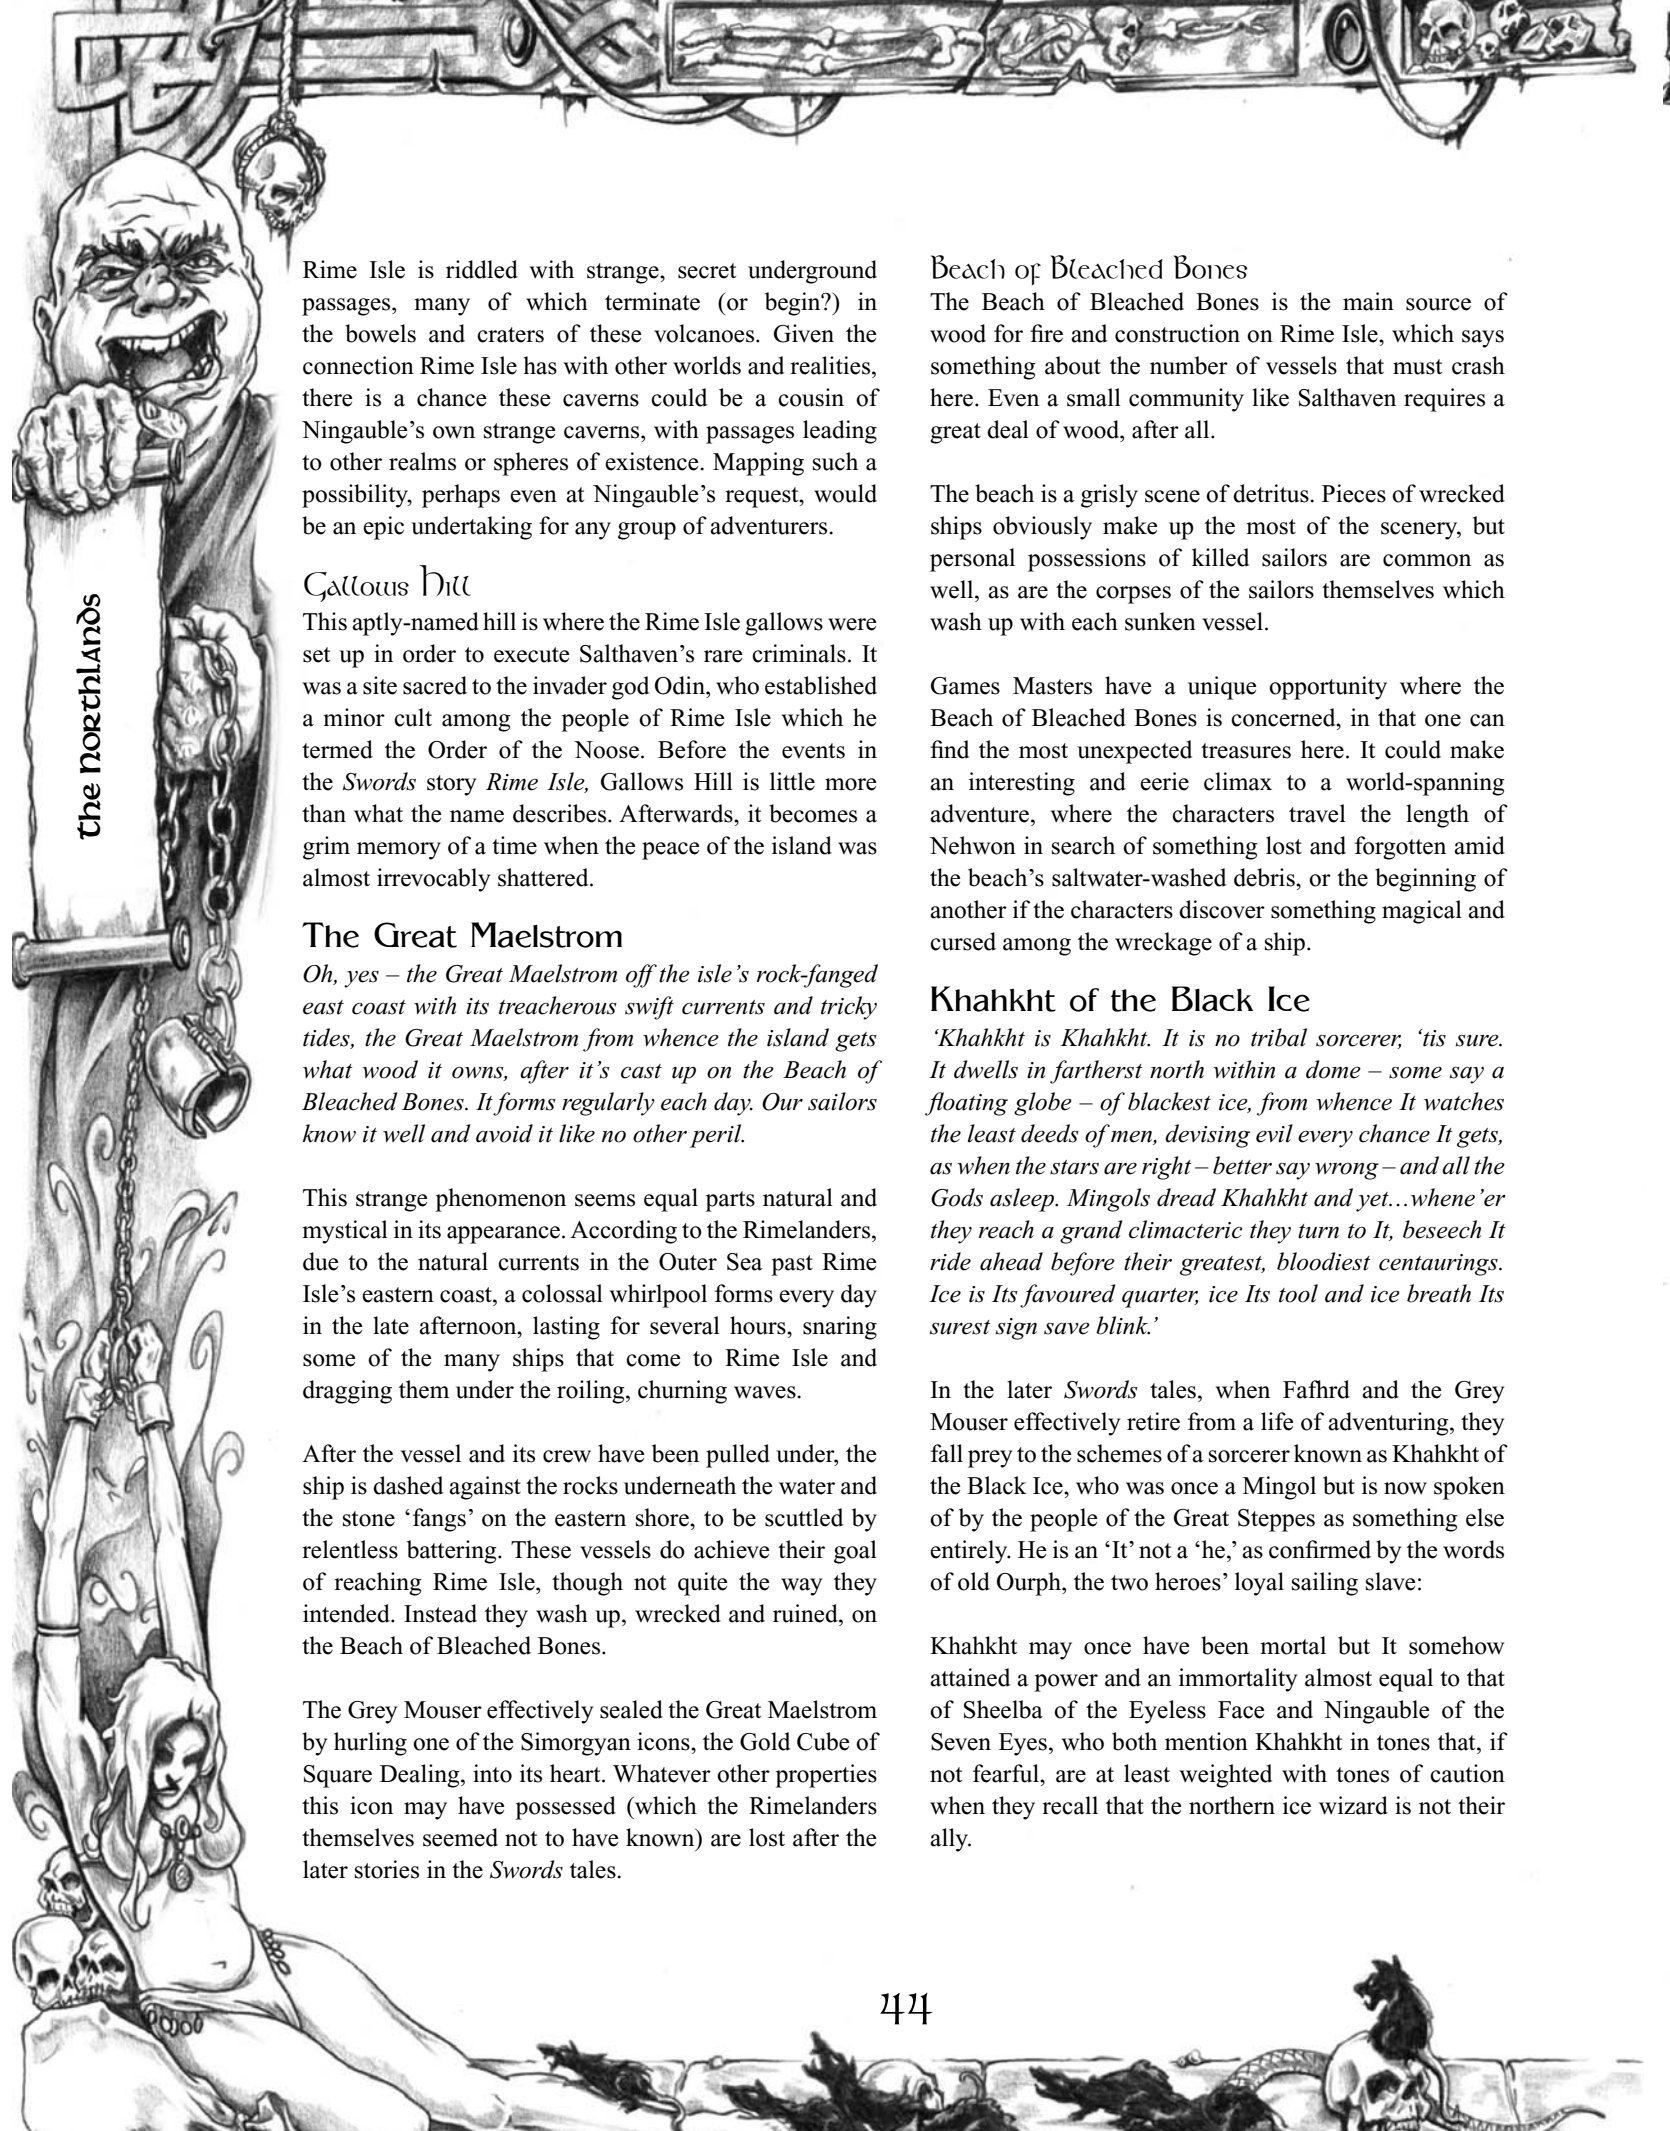 the northlands
Rime Isle is riddled with strange, secret underground
passages, many of which terminate (or begin?) in
the bowels and craters of these volcanoes. Given the
connection Rime Isle has with other worlds and realities,
there is a chance these caverns could be a cousin of
Ningauble’s own strange caverns, with passages leading
to other realms or spheres of existence. Mapping such a
possibility, perhaps even at Ningauble’s request, would
be an epic undertaking for any group of adventurers.
Gallows Hill
This aptly-named hill is where the Rime Isle gallows were
set up in order to execute Salthaven’s rare criminals. It
was a site sacred to the invader god Odin, who established
a minor cult among the people of Rime Isle which he
termed the Order of the Noose. Before the events in
the Swords story Rime Isle, Gallows Hill is little more
than what the name describes. Afterwards, it becomes a
grim memory of a time when the peace of the island was
almost irrevocably shattered.
The Great Maelstrom
Oh, yes – the Great Maelstrom off the isle’s rock-fanged
east coast with its treacherous swift currents and tricky
tides, the Great Maelstrom from whence the island gets
what wood it owns, after it’s cast up on the Beach of
Bleached Bones. It forms regularly each day. Our sailors
know it well and avoid it like no other peril.
This strange phenomenon seems equal parts natural and
mystical in its appearance. According to the Rimelanders,
due to the natural currents in the Outer Sea past Rime
Isle’s eastern coast, a colossal whirlpool forms every day
in the late afternoon, lasting for several hours, snaring
some of the many ships that come to Rime Isle and
dragging them under the roiling, churning waves.
After the vessel and its crew have been pulled under, the
ship is dashed against the rocks underneath the water and
the stone ‘fangs’ on the eastern shore, to be scuttled by
relentless battering. These vessels do achieve their goal
of reaching Rime Isle, though not quite the way they
intended. Instead they wash up, wrecked and ruined, on
the Beach of Bleached Bones.
The Grey Mouser effectively sealed the Great Maelstrom
by hurling one of the Simorgyan icons, the Gold Cube of
Square Dealing, into its heart. Whatever other properties
this icon may have possessed (which the Rimelanders
themselves seemed not to have known) are lost after the
later stories in the Swords tales.
Beach of Bleached Bones
The Beach of Bleached Bones is the main source of
wood for fire and construction on Rime Isle, which says
something about the number of vessels that must crash
here. Even a small community like Salthaven requires a
great deal of wood, after all.
The beach is a grisly scene of detritus. Pieces of wrecked
ships obviously make up the most of the scenery, but
personal possessions of killed sailors are common as
well, as are the corpses of the sailors themselves which
wash up with each sunken vessel.
Games Masters have a unique opportunity where the
Beach of Bleached Bones is concerned, in that one can
find the most unexpected treasures here. It could make
an interesting and eerie climax to a world-spanning
adventure, where the characters travel the length of
Nehwon in search of something lost and forgotten amid
the beach’s saltwater-washed debris, or the beginning of
another if the characters discover something magical and
cursed among the wreckage of a ship.
Khahkht of the Black Ice
‘Khahkht is Khahkht. It is no tribal sorcerer, ‘tis sure.
It dwells in fartherst north within a dome – some say a
floating globe – of blackest ice, from whence It watches
the least deeds of men, devising evil every chance It gets,
as when the stars are right – better say wrong – and all the
Gods asleep. Mingols dread Khahkht and yet…whene’er
they reach a grand climacteric they turn to It, beseech It
ride ahead before their greatest, bloodiest centaurings.
Ice is Its favoured quarter, ice Its tool and ice breath Its
surest sign save blink.’
In the later Swords tales, when Fafhrd and the Grey
Mouser effectively retire from a life of adventuring, they
fall prey to the schemes of a sorcerer known as Khahkht of
the Black Ice, who was once a Mingol but is now spoken
of by the people of the Great Steppes as something else
entirely. He is an ‘It’ not a ‘he,’ as confirmed by the words
of old Ourph, the two heroes’ loyal sailing slave:
Khahkht may once have been mortal but It somehow
attained a power and an immortality almost equal to that
of Sheelba of the Eyeless Face and Ningauble of the
Seven Eyes, who both mention Khahkht in tones that, if
not fearful, are at least weighted with tones of caution
when they recall that the northern ice wizard is not their
ally.
44